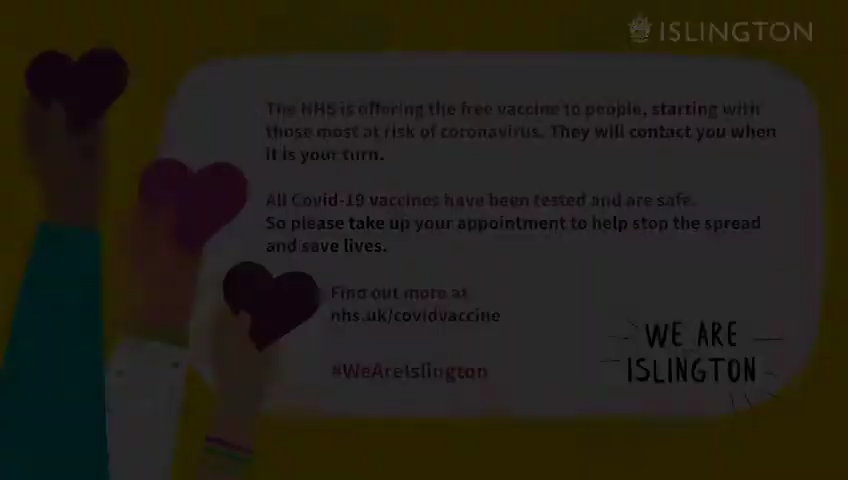 ISLINGTON
The NHS is offering the free vaccine to people, starting with
those most at risk of coronavirus. They will contact you when
it is your turn.
All Covid-19 vaccines have been tested and are safe.
So please take up your appointment to help stop the spread
and save lives.
Find out more at
nhs.uk/covidvaccine
#WeAreIslington
WE ARE
ISLINGTON